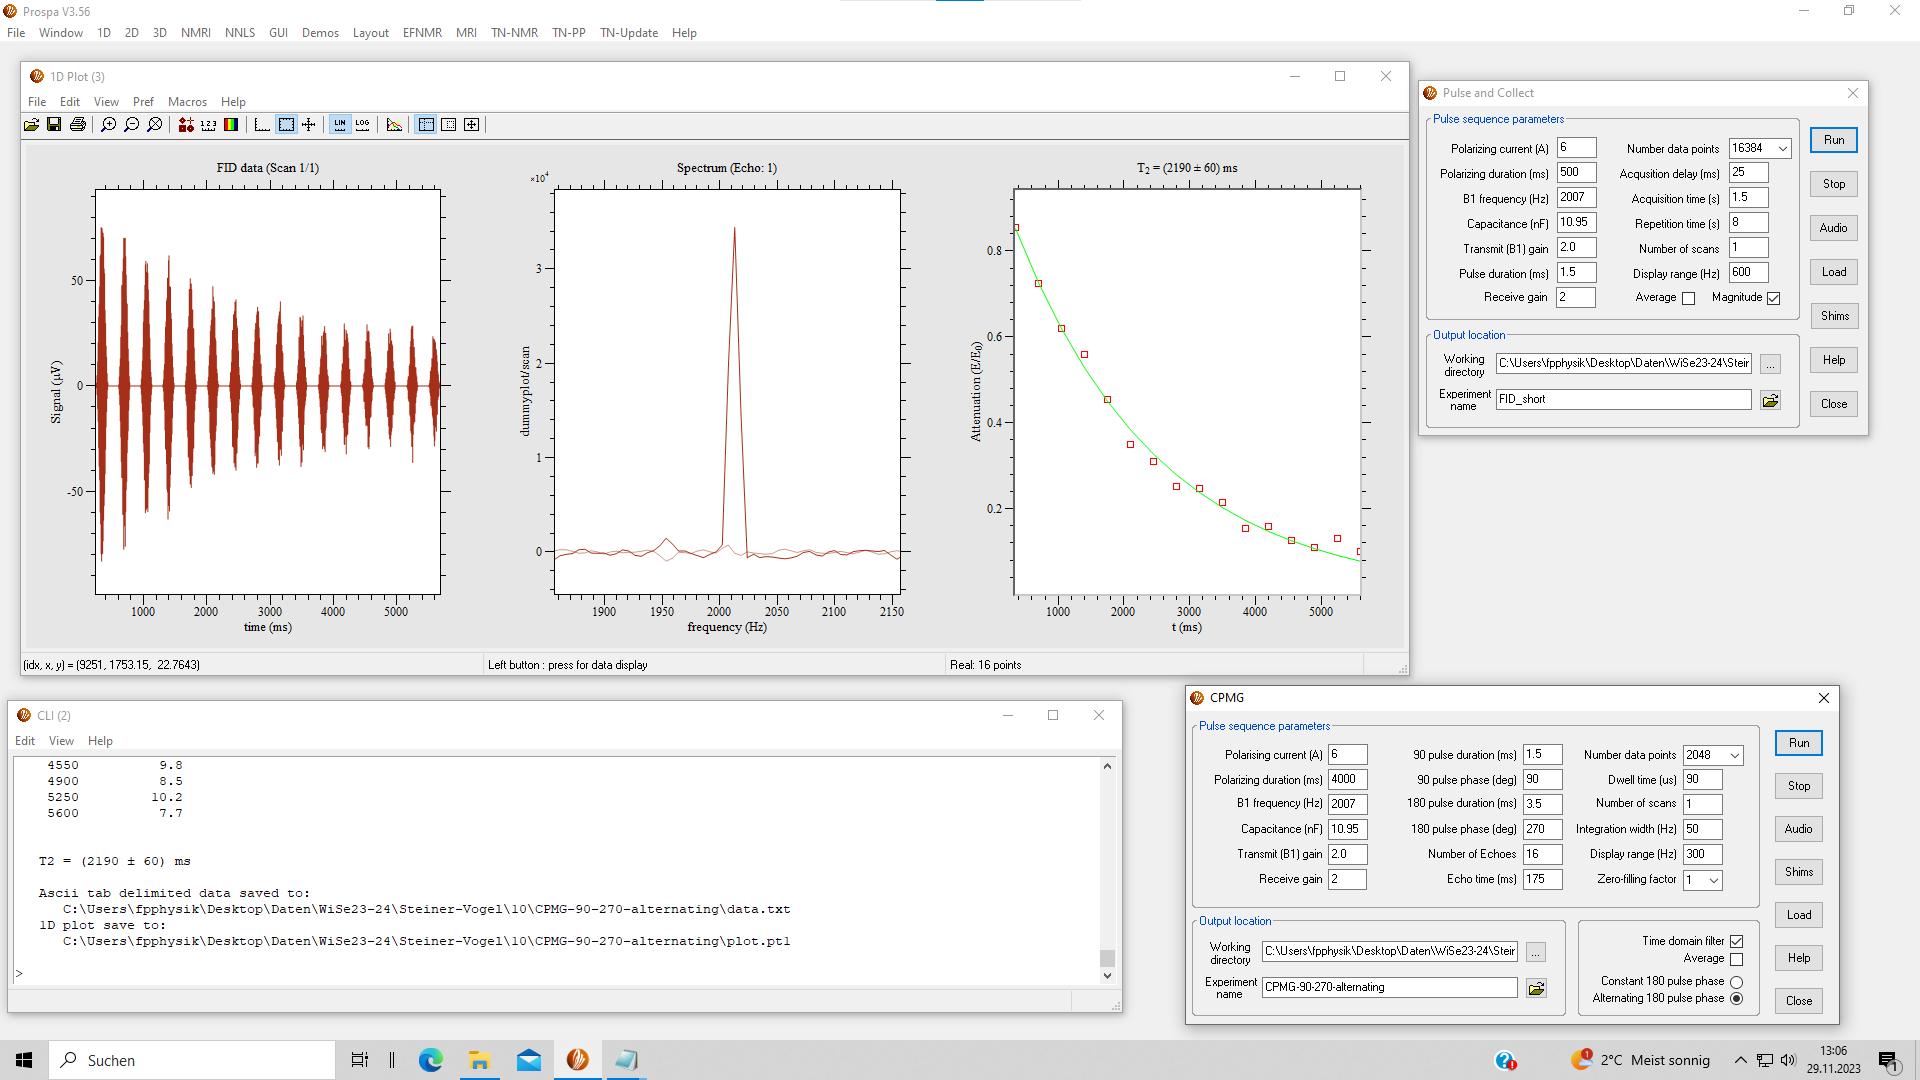 Prospa V3.56
File Window 1D 2D 3D NMRI NNLS GUI Demos Layout EFNMR MRI TN-NMR TN-PP TN-Update Help
1D Plot (3)
File Edit View Pref Macros Help
1 2 3
LIN
LOG
FID data (Scan 1/1)
Signal (µV)
50
0
-50
1000 2000 3000 4000 5000
time (ms)
Spectrum (Echo: 1)
×10⁴
dummyplot/scan
3
2
1
0
1900 1950 2000 2050 2100 2150
frequency (Hz)
T₂ = (2190 ± 60) ms
Attenuation (E/E₀)
0.8
0.6
0.4
0.2
1000 2000 3000 4000 5000
t (ms)
(idx, x, y) = (9251, 1753.15, 22.7643)
Left button : press for data display
Real: 16 points
Pulse and Collect
Pulse sequence parameters
Polarizing current (A) 6 Number data points 16384
Polarizing duration (ms) 500 Acqusition delay (ms) 25
B1 frequency (Hz) 2007 Acquisition time (s) 1.5
Capacitance (nF) 10.95 Repetition time (s) 8
Transmit (B1) gain 2.0 Number of scans 1
Pulse duration (ms) 1.5 Display range (Hz) 600
Receive gain 2 Average Magnitude
Output location
Working directory C:\Users\fpphysik\Desktop\Daten\WiSe23-24\Steir ...
Experiment name FID_short
Run
Stop
Audio
Load
Shims
Help
Close
CLI (2)
Edit View Help
4550 9.8
4900 8.5
5250 10.2
5600 7.7
T2 = (2190 ± 60) ms
Ascii tab delimited data saved to:
C:\Users\fpphysik\Desktop\Daten\WiSe23-24\Steiner-Vogel\10\CPMG-90-270-alternating\data.txt
1D plot save to:
C:\Users\fpphysik\Desktop\Daten\WiSe23-24\Steiner-Vogel\10\CPMG-90-270-alternating\plot.pt1
>
CPMG
Pulse sequence parameters
Polarising current (A) 6 90 pulse duration (ms) 1.5 Number data points 2048
Polarizing duration (ms) 4000 90 pulse phase (deg) 90 Dwell time (us) 90
B1 frequency (Hz) 2007 180 pulse duration (ms) 3.5 Number of scans 1
Capacitance (nF) 10.95 180 pulse phase (deg) 270 Integration width (Hz) 50
Transmit (B1) gain 2.0 Number of Echoes 16 Display range (Hz) 300
Receive gain 2 Echo time (ms) 175 Zero-filling factor 1
Output location
Working directory C:\Users\fpphysik\Desktop\Daten\WiSe23-24\Steir ...
Experiment name CPMG-90-270-alternating
Time domain filter
Average
Constant 180 pulse phase
Alternating 180 pulse phase
Run
Stop
Audio
Shims
Load
Help
Close
Suchen
1
2°C Meist sonnig
13:06
29.11.2023
1